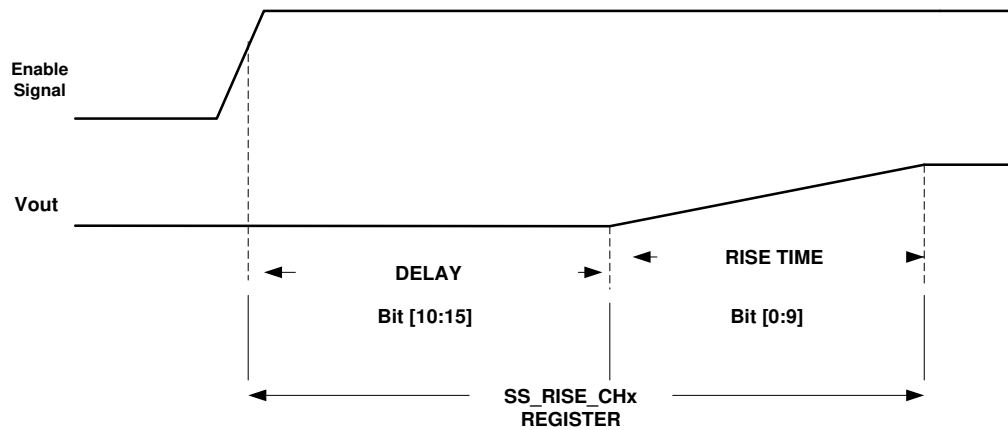 Enable
Signal
Vout
DELAY
RISE TIME
Bit [10:15]
Bit [0:9]
SS_RISE_CHx
REGISTER